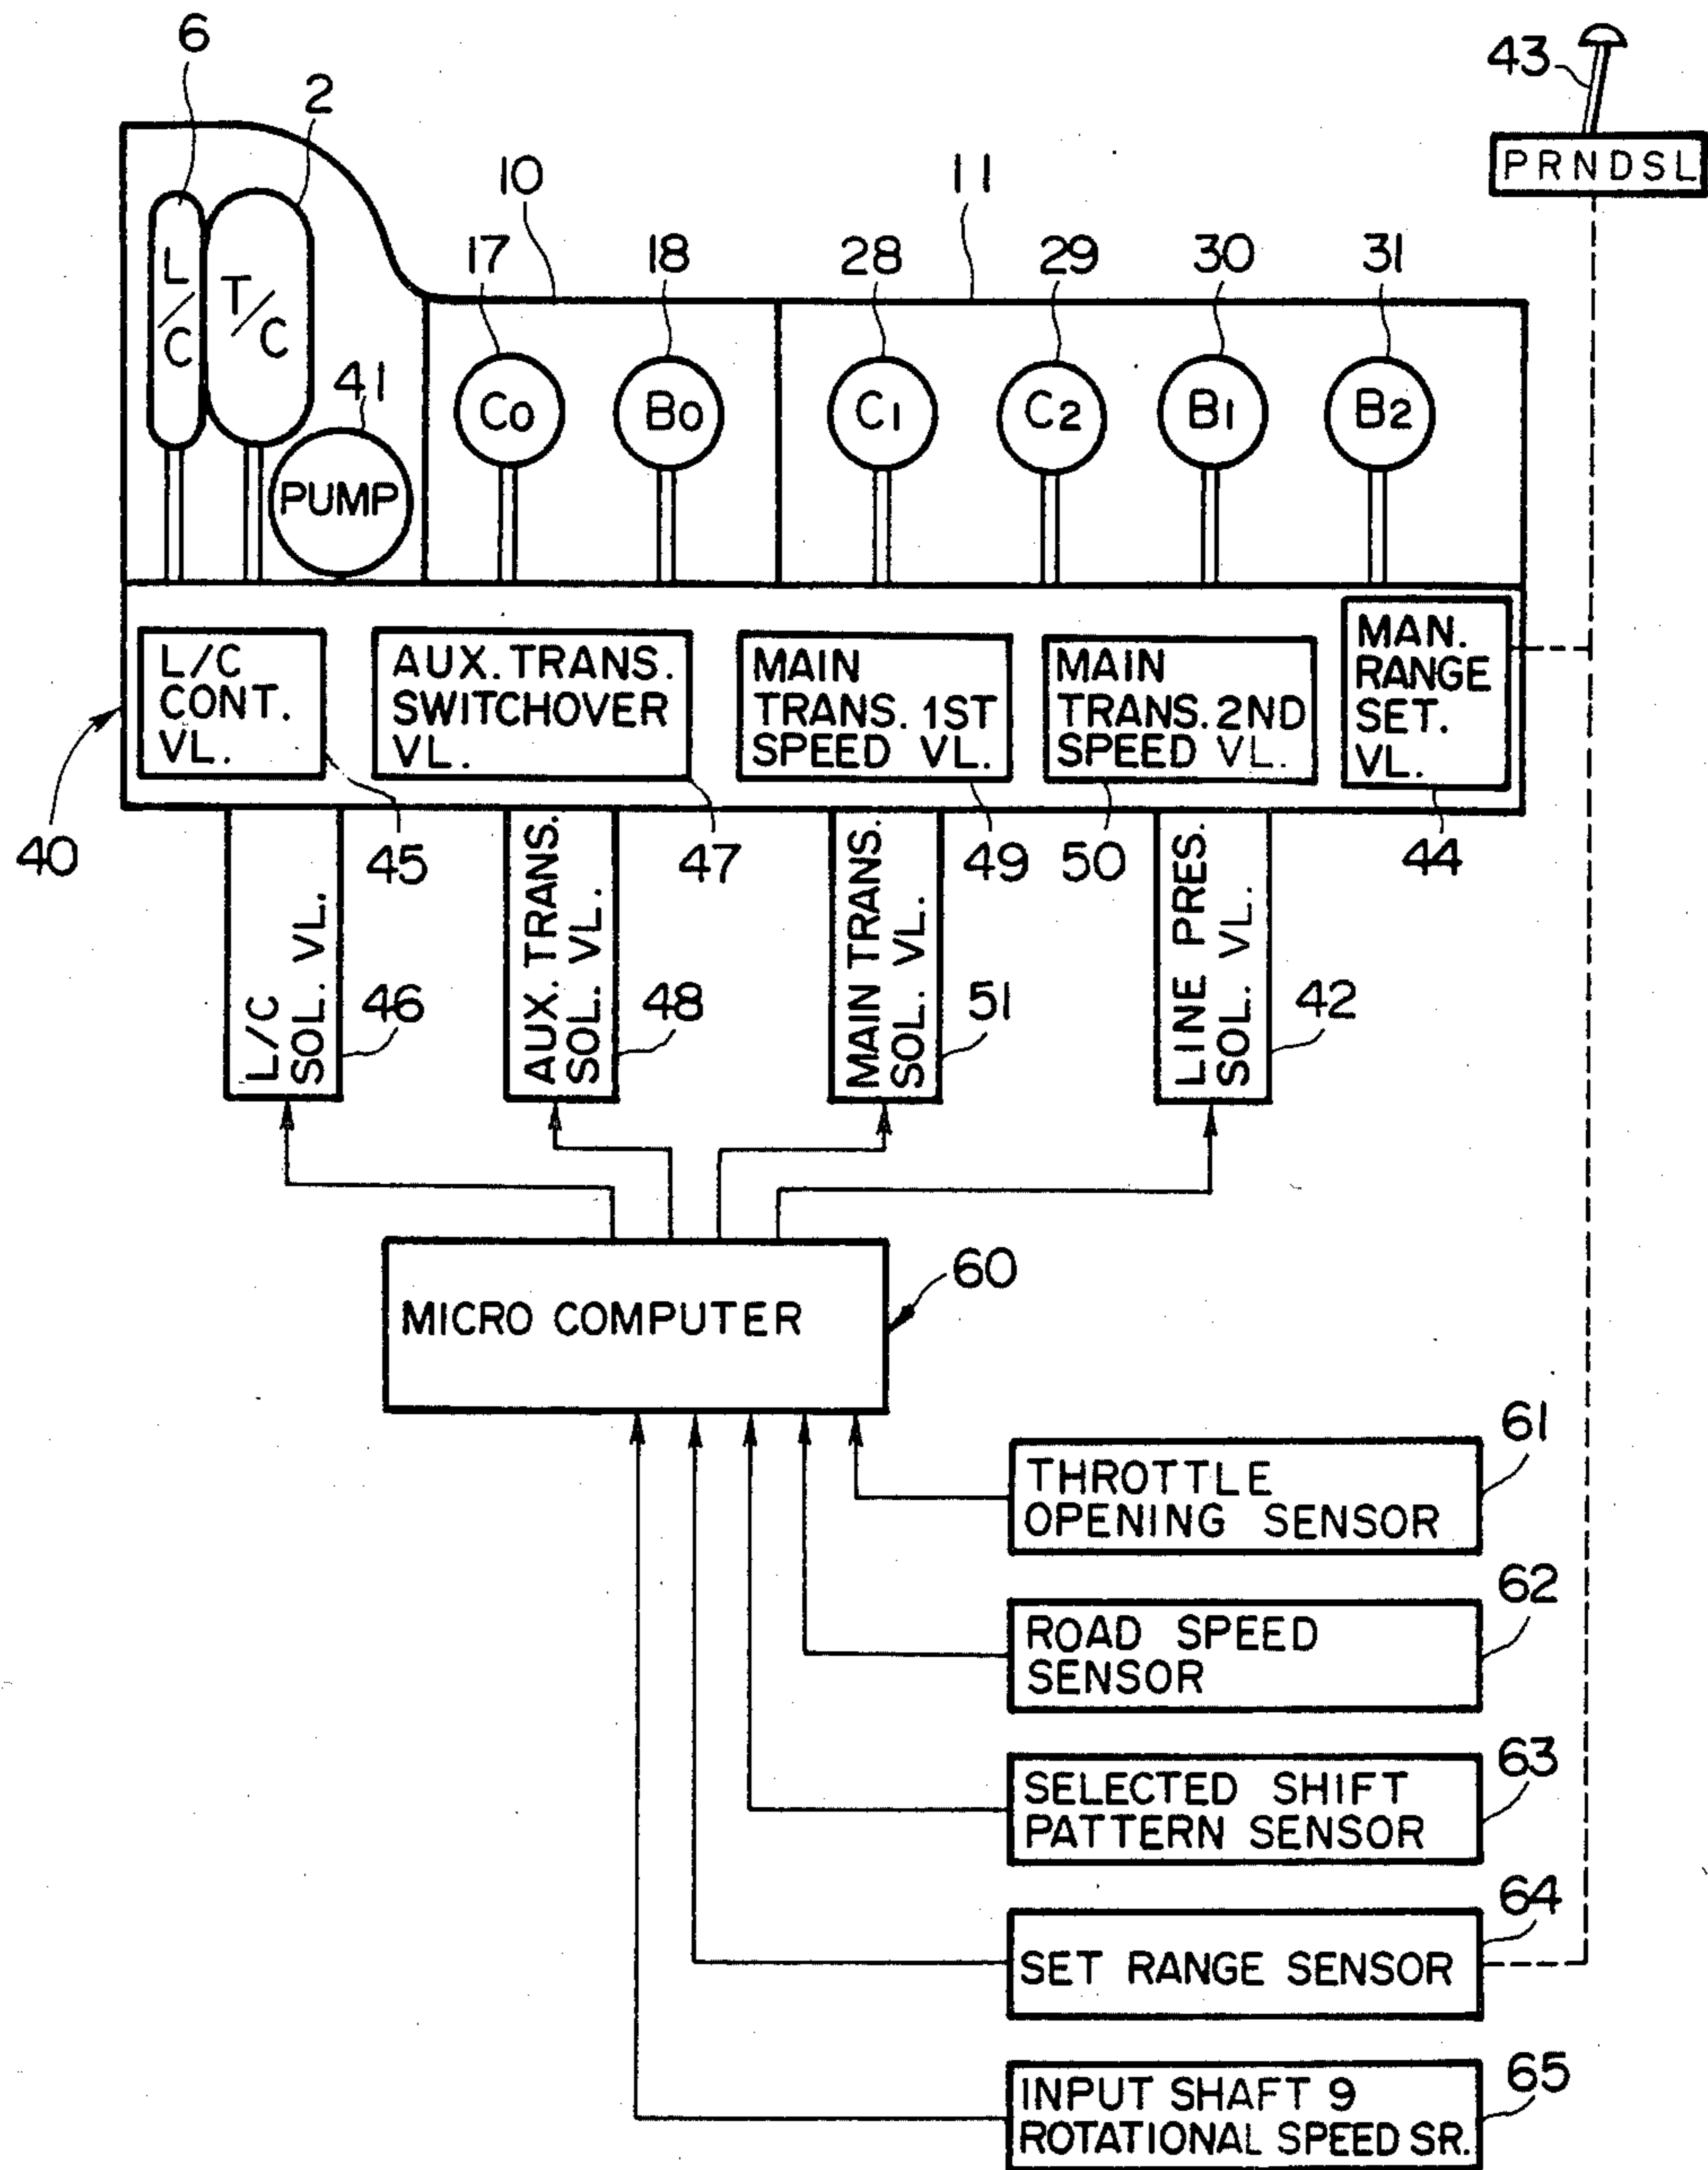 6
2
43
PRNDSL
10
11
17
18
28
29
30
31
L/C
T/C
41
PUMP
C0
B0
C1
C2
B1
B2
L/C
CONT.
VL.
AUX. TRANS.
SWITCHOVER
VL.
MAIN
TRANS. 1ST
SPEED VL.
MAIN
TRANS. 2ND
SPEED VL.
MAN.
RANGE
SET.
VL.
40
45
47
49
50
44
L/C
SOL. VL.
46
AUX. TRANS.
SOL. VL.
48
MAIN TRANS.
SOL. VL.
51
LINE PRES.
SOL. VL.
42
MICRO COMPUTER
60
61
THROTTLE
OPENING SENSOR
62
ROAD SPEED
SENSOR
63
SELECTED SHIFT
PATTERN SENSOR
64
SET RANGE SENSOR
65
INPUT SHAFT 9
ROTATIONAL SPEED SR.